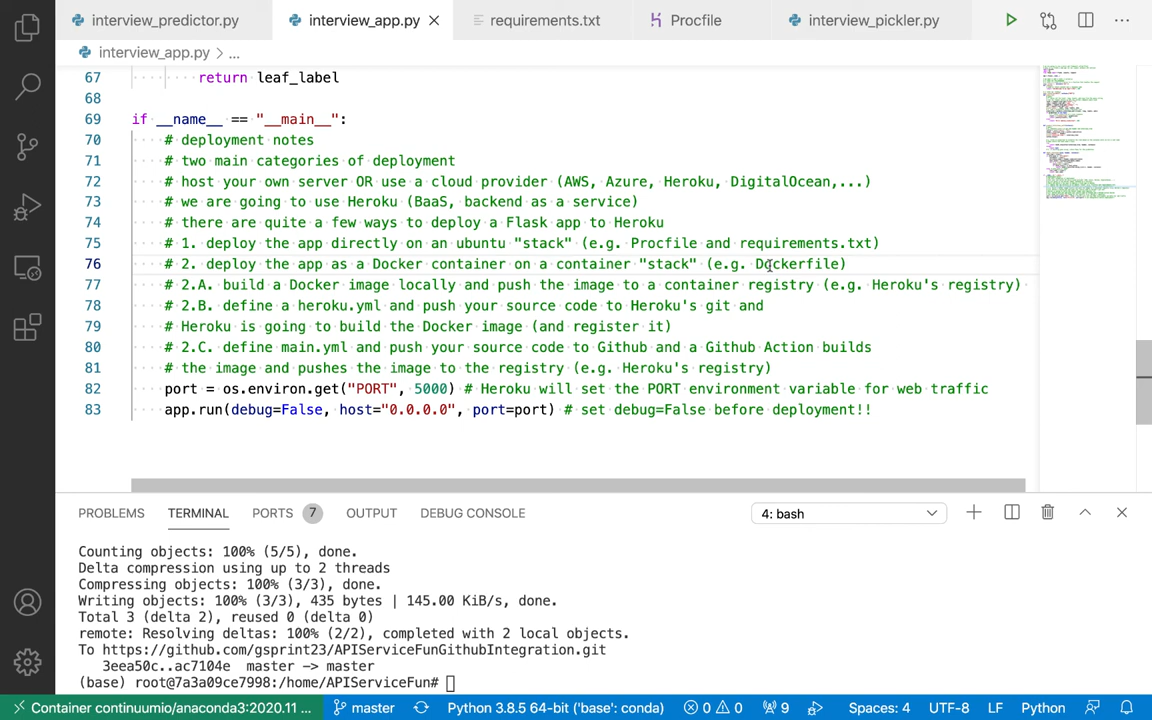 interview_predictor.py interview_app.py requirements.txt Procfile interview_pickler.py
interview_app.py > ...
67 return leaf_label
68
69 if __name__ == "__main__":
70 # deployment notes
71 # two main categories of deployment
72 # host your own server OR use a cloud provider (AWS, Azure, Heroku, DigitalOcean,...)
73 # we are going to use Heroku (BaaS, backend as a service)
74 # there are quite a few ways to deploy a Flask app to Heroku
75 # 1. deploy the app directly on an ubuntu "stack" (e.g. Procfile and requirements.txt)
76 # 2. deploy the app as a Docker container on a container "stack" (e.g. Dockerfile)
77 # 2.A. build a Docker image locally and push the image to a container registry (e.g. Heroku's registry)
78 # 2.B. define a heroku.yml and push your source code to Heroku's git and
79 # Heroku is going to build the Docker image (and register it)
80 # 2.C. define main.yml and push your source code to Github and a Github Action builds
81 # the image and pushes the image to the registry (e.g. Heroku's registry)
82 port = os.environ.get("PORT", 5000) # Heroku will set the PORT environment variable for web traffic
83 app.run(debug=False, host="0.0.0.0", port=port) # set debug=False before deployment!!
PROBLEMS TERMINAL PORTS 7 OUTPUT DEBUG CONSOLE 4: bash
Counting objects: 100% (5/5), done.
Delta compression using up to 2 threads
Compressing objects: 100% (3/3), done.
Writing objects: 100% (3/3), 435 bytes | 145.00 KiB/s, done.
Total 3 (delta 2), reused 0 (delta 0)
remote: Resolving deltas: 100% (2/2), completed with 2 local objects.
To https://github.com/gsprint23/APIServiceFunGithubIntegration.git
3eea50c..ac7104e master -> master
(base) root@7a3a09ce7998:/home/APIServiceFun#
Container continuumio/anaconda3:2020.11 ... master Python 3.8.5 64-bit ('base': conda) 0 0 9 Spaces: 4 UTF-8 LF Python